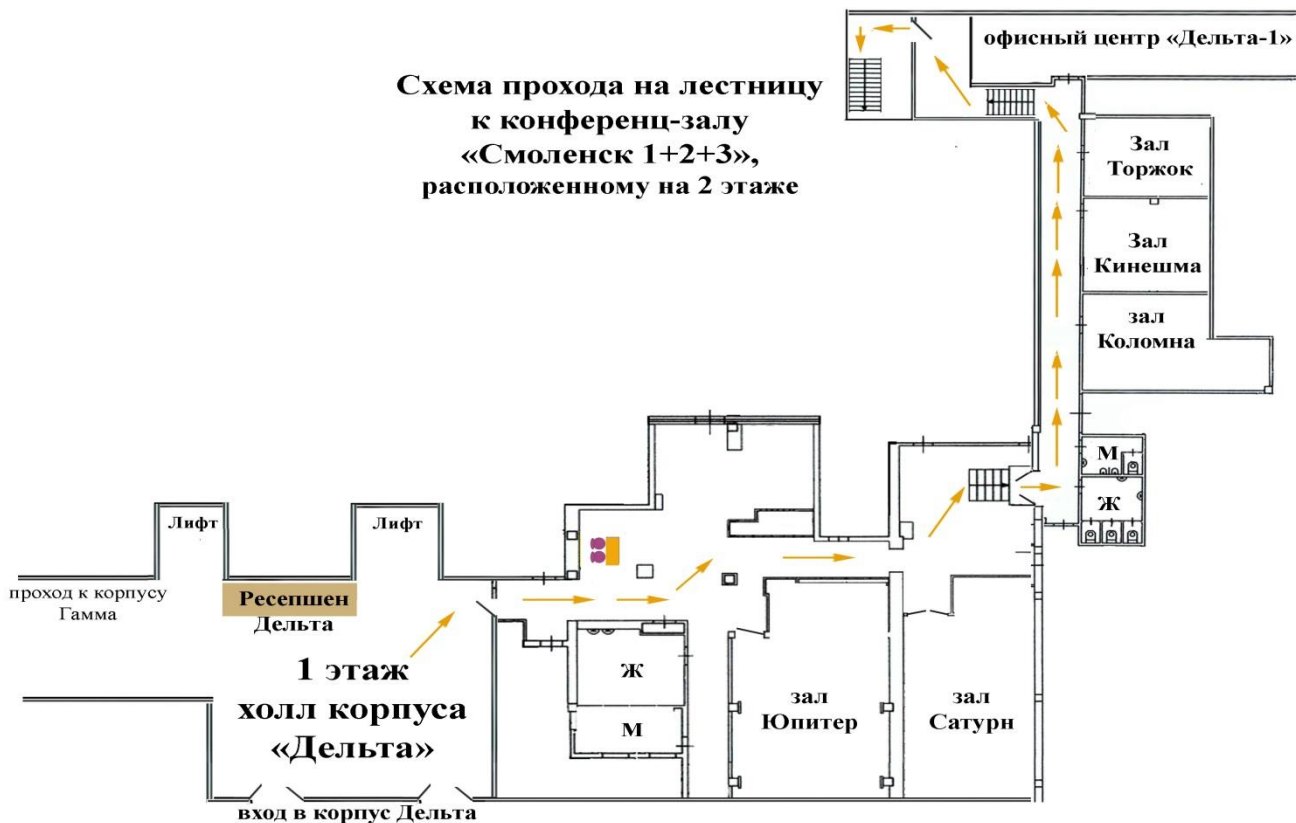 офисный центр «Дельта-1»
Схема прохода на лестницу
к конференц-залу
«Смоленск 1+2+3»,
расположенному на 2 этаже
Зал
Торжок
Зал
Кинешма
зал
Коломна
М
Ж
Лифт
Лифт
проход к корпусу
Гамма
Ресепшен
Дельта
1 этаж
холл корпуса
«Дельта»
Ж
М
зал
Юпитер
зал
Сатурн
вход в корпус Дельта